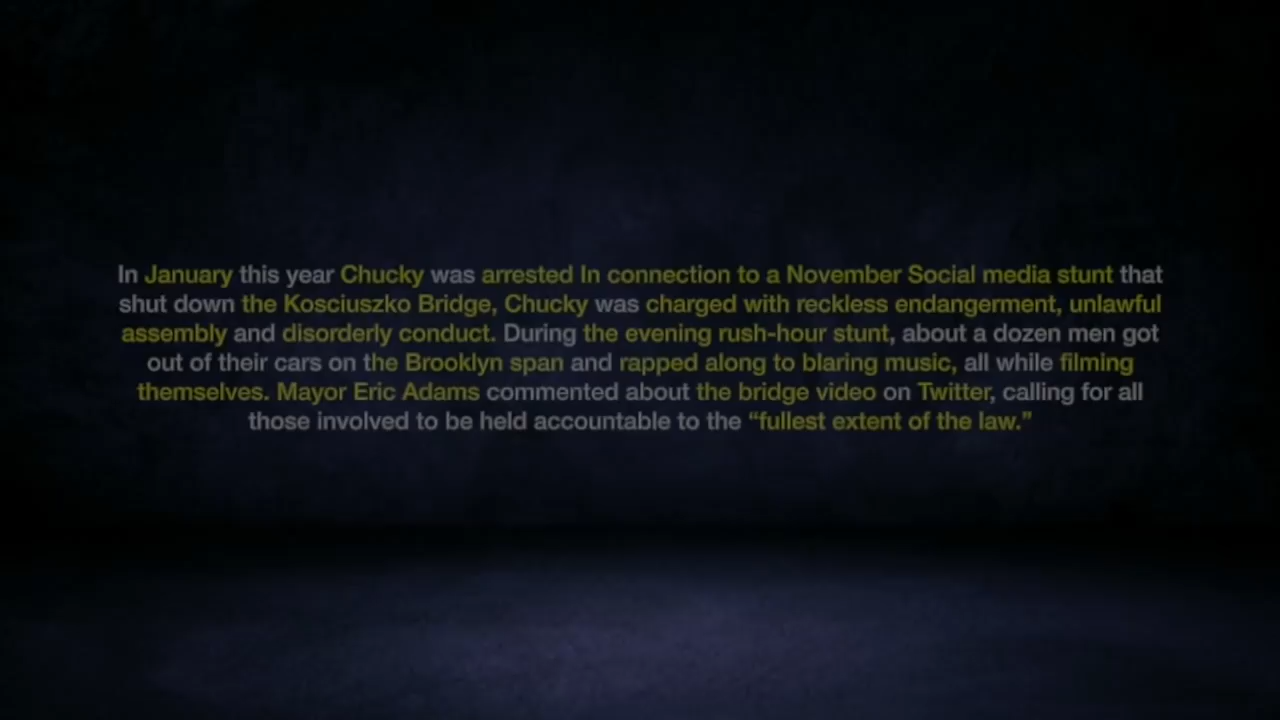 In January this year Chucky was arrested In connection to a November Social media stunt that
shut down the Kosciuszko Bridge, Chucky was charged with reckless endangerment, unlawful
assembly and disorderly conduct. During the evening rush-hour stunt, about a dozen men got
out of their cars on the Brooklyn span and rapped along to blaring music, all while filming
themselves. Mayor Eric Adams commented about the bridge video on Twitter, calling for all
those involved to be held accountable to the “fullest extent of the law.”